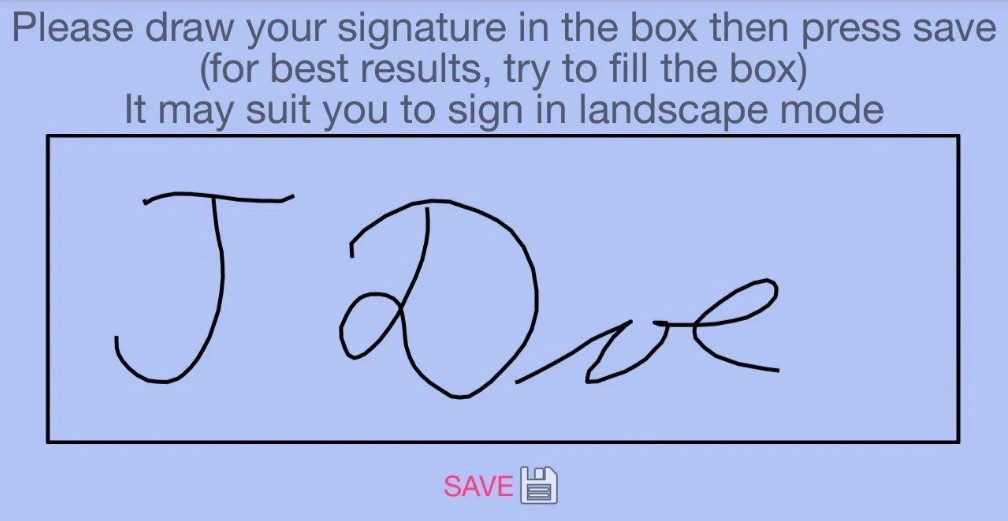 Please draw your signature in the box then press save
(for best results, try to fill the box)
It may suit you to sign in landscape mode
J Doe
SAVE